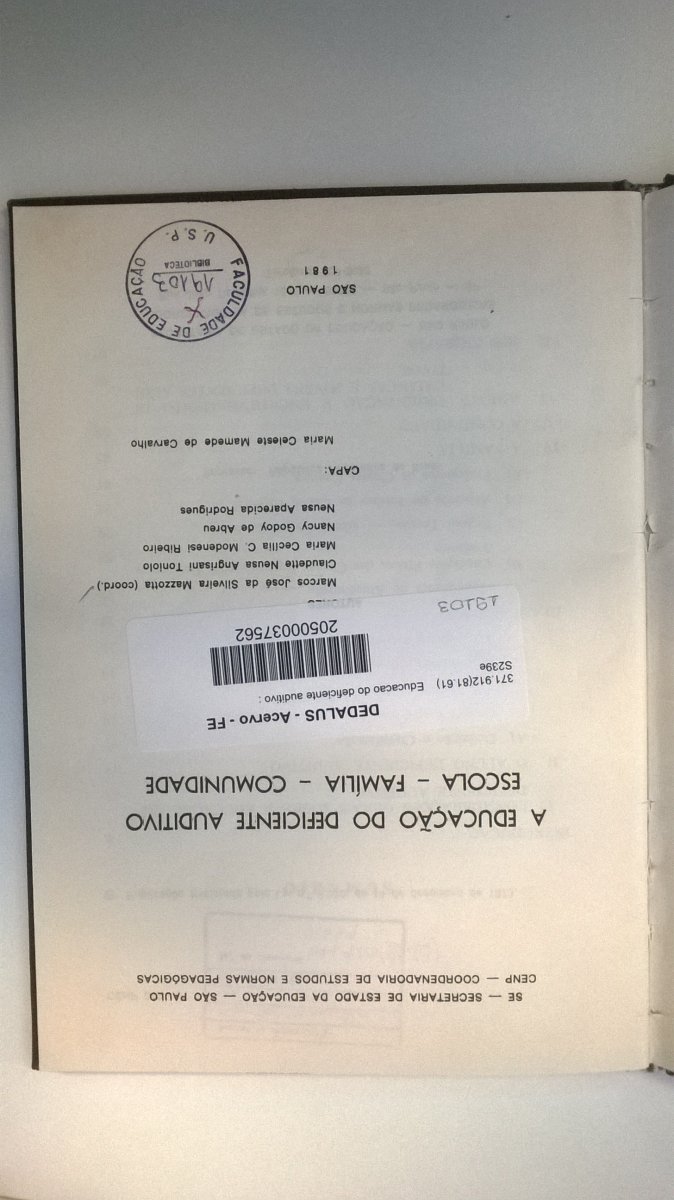 SE — SECRETARIA DE ESTADO DA EDUCAÇÃO — SÃO PAULO
CENP — COORDENADORIA DE ESTUDOS E NORMAS PEDAGÓGICAS
A EDUCAÇÃO DO DEFICIENTE AUDITIVO
ESCOLA – FAMÍLIA – COMUNIDADE
DEDALUS - Acervo - FE
371.912(81.61) Educacao do deficiente auditivo :
S239e
20500037562
19103
Marcos José da Silveira Mazzotta (coord.)
Claudette Neusa Angrisani Toniolo
Maria Cecília C. Modenesi Ribeiro
Nancy Godoy de Abreu
Neusa Aparecida Rodrigues
CAPA:
Maria Celeste Mamede de Carvalho
SÃO PAULO
1981
FACULDADE DE EDUCAÇÃO
19103
BIBLIOTECA
U.S.P.